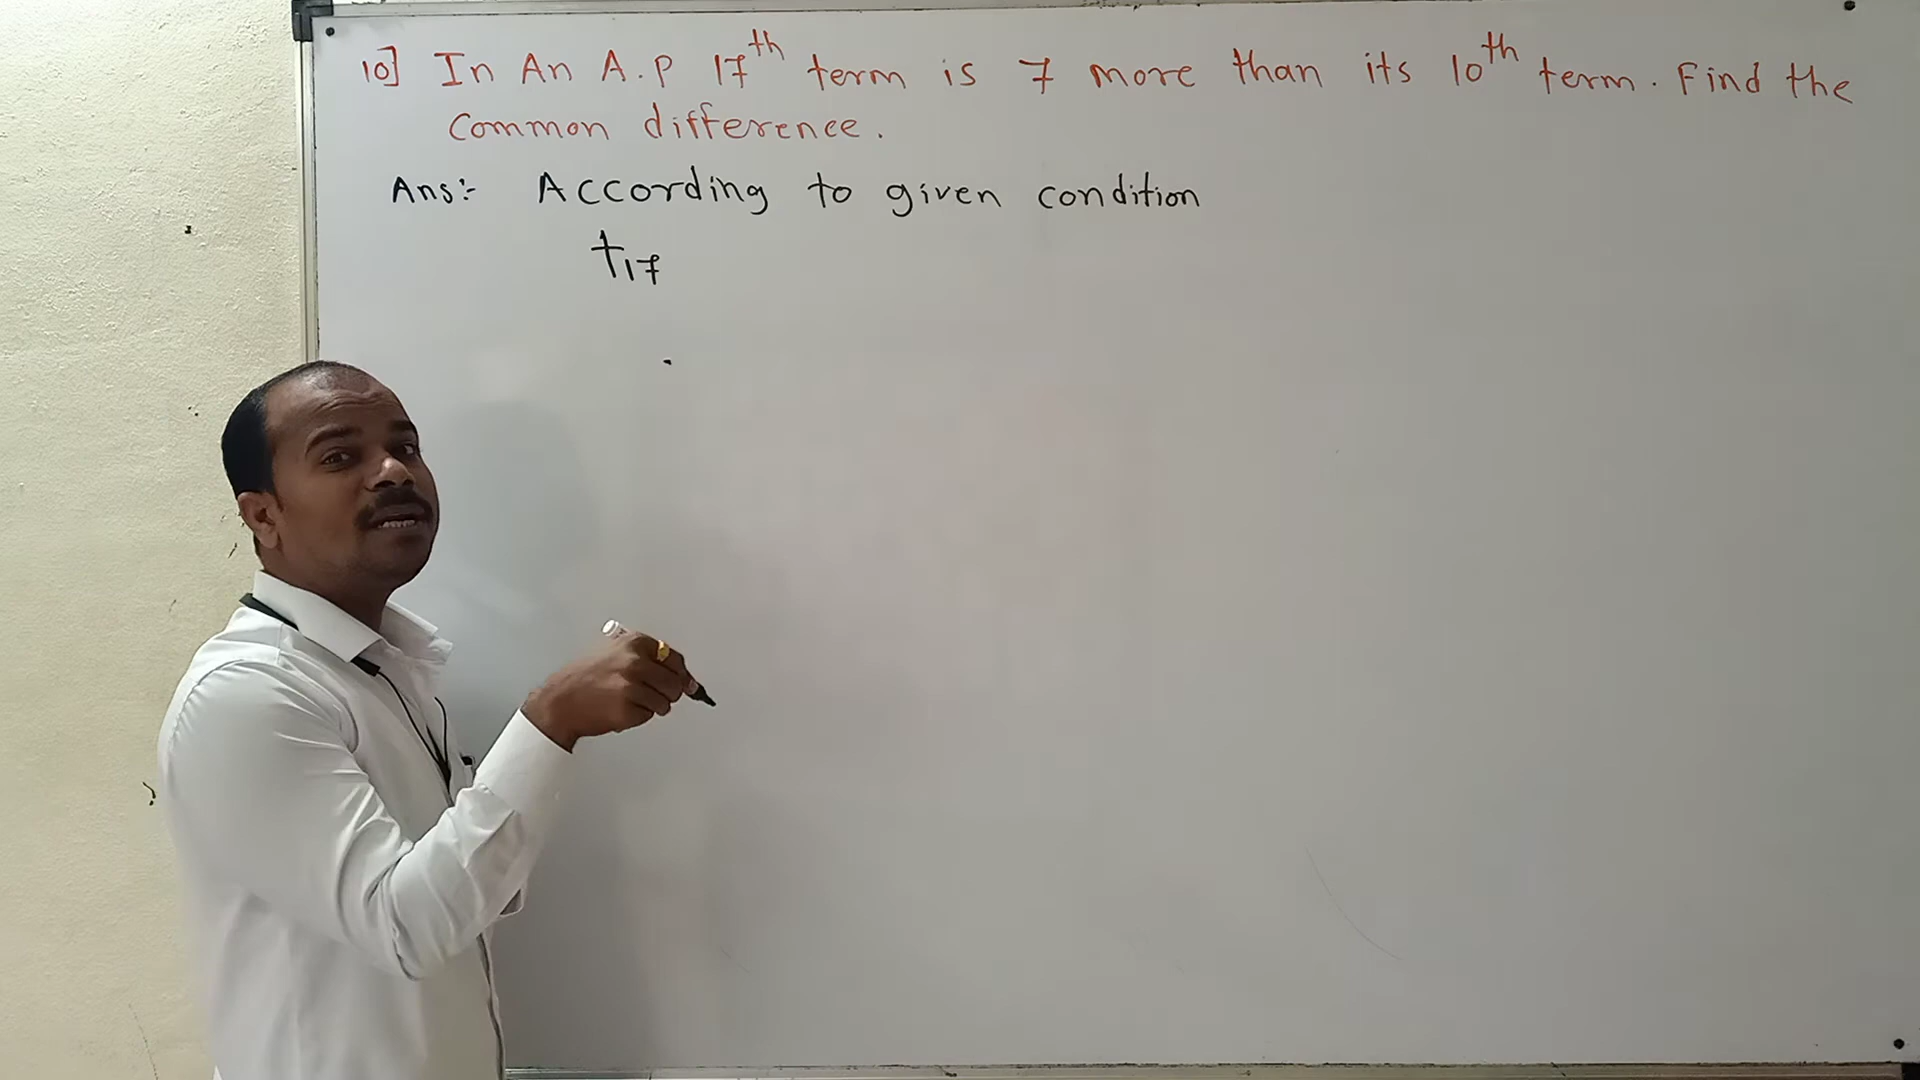 10] In An A.P 17th term is 7 more than its 10th term. Find the
Common difference.
Ans:- According to given condition
t17